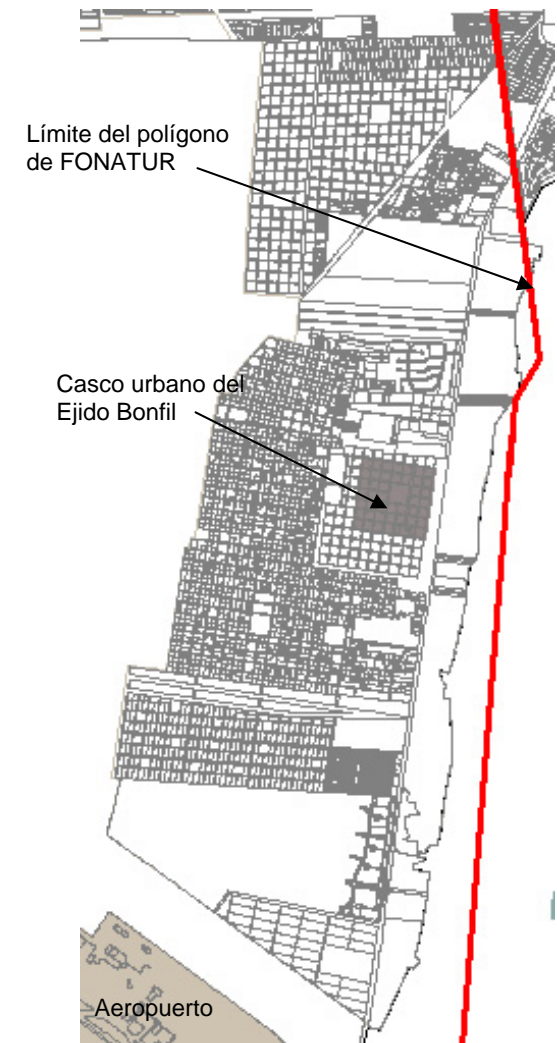 Límite del polígono
de FONATUR
Casco urbano del
Ejido Bonfil
Aeropuerto